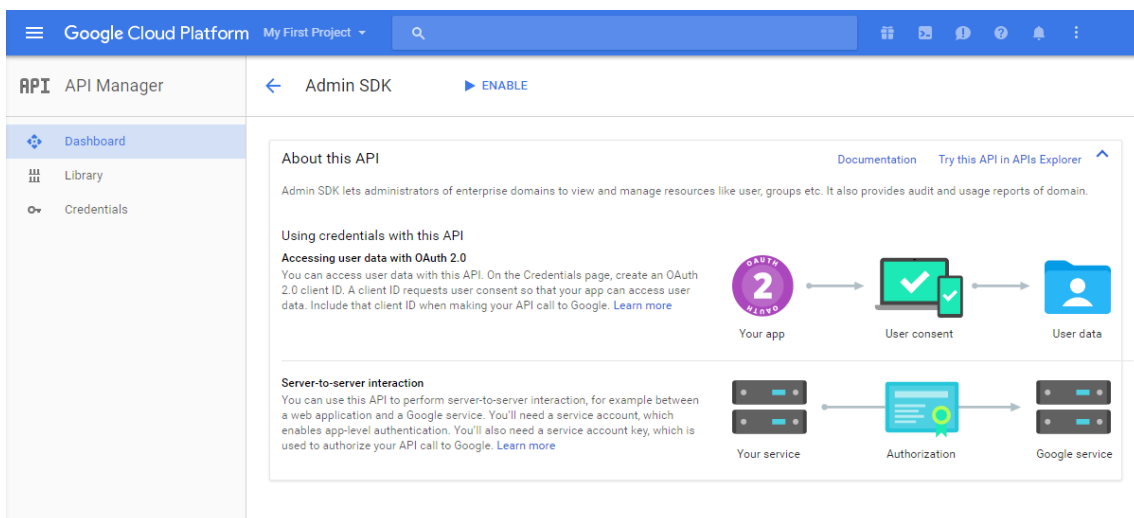 Google Cloud Platform My First Project
API API Manager
Admin SDK ENABLE
Dashboard
Library
Credentials
About this API
Documentation Try this API in APIs Explorer
Admin SDK lets administrators of enterprise domains to view and manage resources like user, groups etc. It also provides audit and usage reports of domain.
Using credentials with this API
Accessing user data with OAuth 2.0
You can access user data with this API. On the Credentials page, create an OAuth
2.0 client ID. A client ID requests user consent so that your app can access user
data. Include that client ID when making your API call to Google. Learn more
OAUTH
2
OAUTH
Your app
User consent
User data
Server-to-server interaction
You can use this API to perform server-to-server interaction, for example between
a web application and a Google service. You'll need a service account, which
enables app-level authentication. You'll also need a service account key, which is
used to authorize your API call to Google. Learn more
Your service
Authorization
Google service